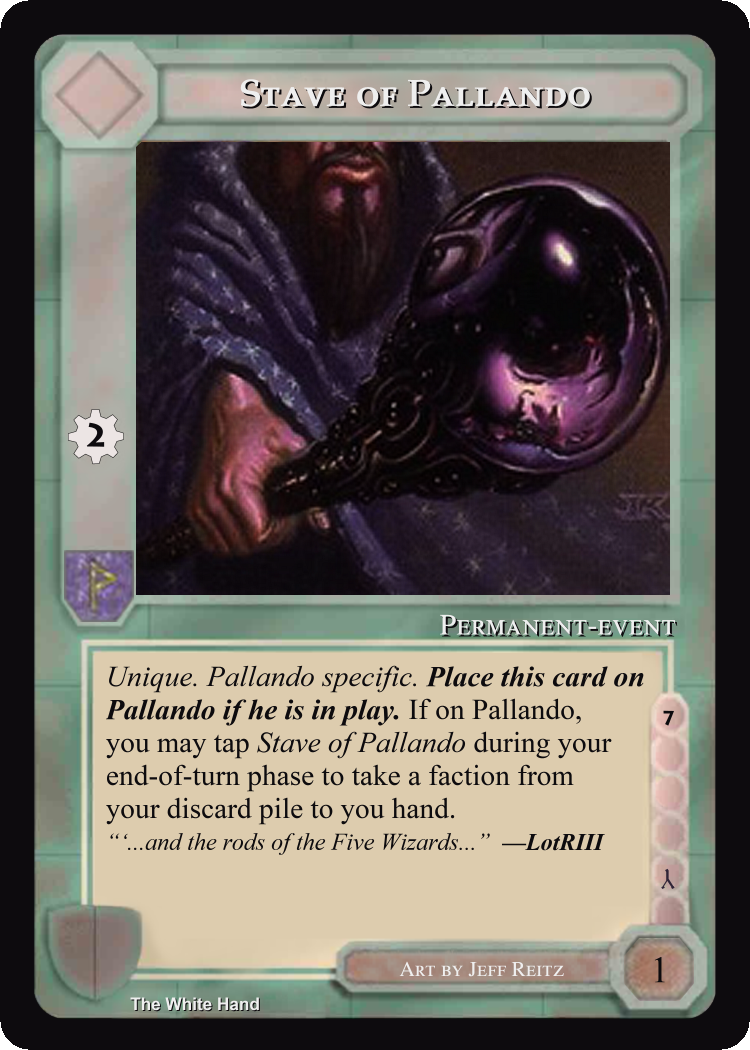 Stave of Pallando
2
Permanent-event
Unique. Pallando specific. Place this card on
Pallando if he is in play. If on Pallando,
you may tap Stave of Pallando during your
end-of-turn phase to take a faction from
your discard pile to you hand.
“‘...and the rods of the Five Wizards...” —LotRIII
7
Art by Jeff Reitz
1
The White Hand